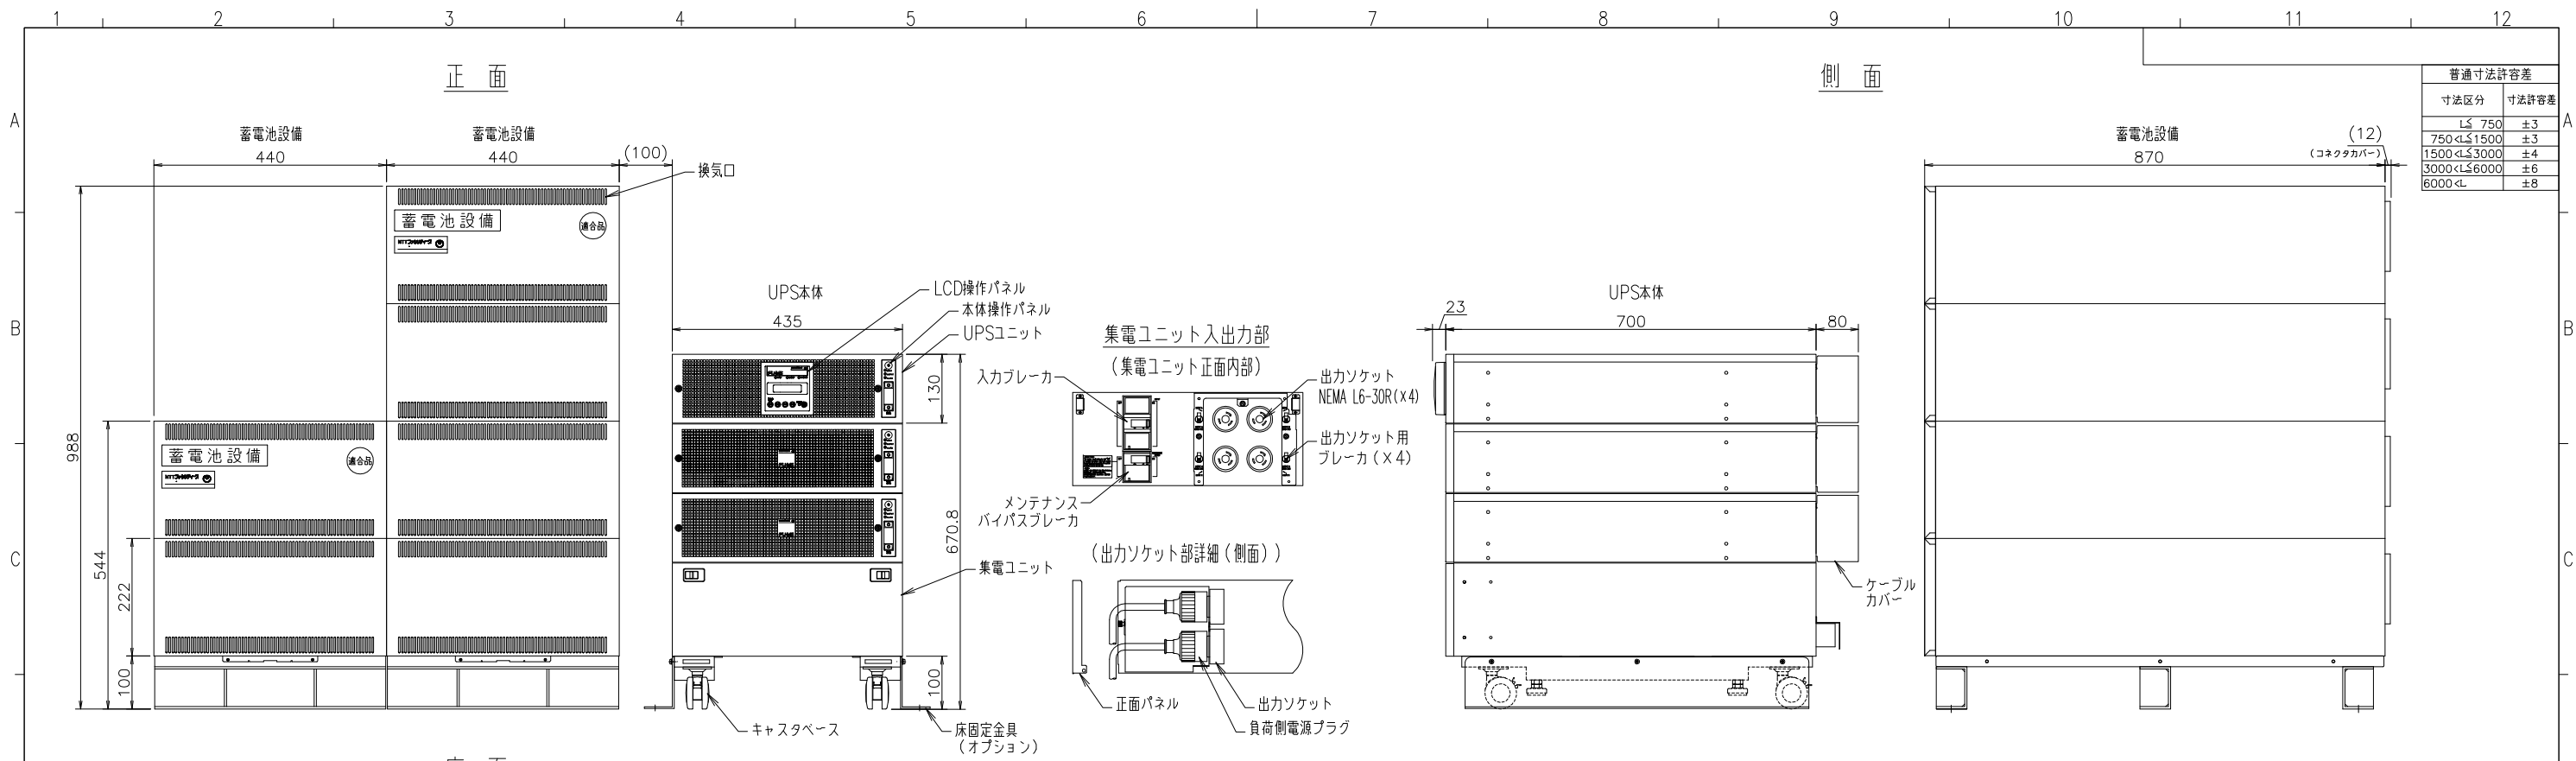 1 2 3 4 5 6 7 8 9 10 11 12
正 面
側 面
普通寸法許容差
寸法区分 寸法許容差
L≦ 750 ±3
750<L≦1500 ±3
1500<L≦3000 ±4
3000<L≦6000 ±6
6000<L ±8
A
A
B
B
C
C
蓄電池設備
440
蓄電池設備
440
(100)
換気口
蓄電池設備
適合品
蓄電池設備
適合品
988
544
222
100
UPS本体
435
LCD操作パネル
本体操作パネル
UPSユニット
130
670.8
100
集電ユニット
キャスタベース
床固定金具
(オプション)
集電ユニット入出力部
(集電ユニット正面内部)
入力ブレーカ
出力ソケット
NEMA L6-30R(×4)
出力ソケット用
ブレーカ(×4)
メンテナンス
バイパスブレーカ
(出力ソケット部詳細(側面))
正面パネル
出力ソケット
負荷側電源プラグ
UPS本体
23
700
80
ケーブル
カバー
蓄電池設備
870
(12)
(コネクタカバー)